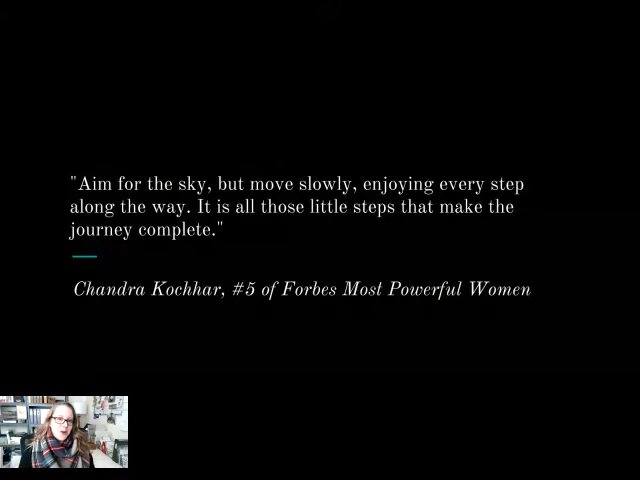 "Aim for the sky, but move slowly, enjoying every step
along the way. It is all those little steps that make the
journey complete."
Chandra Kochhar, #5 of Forbes Most Powerful Women